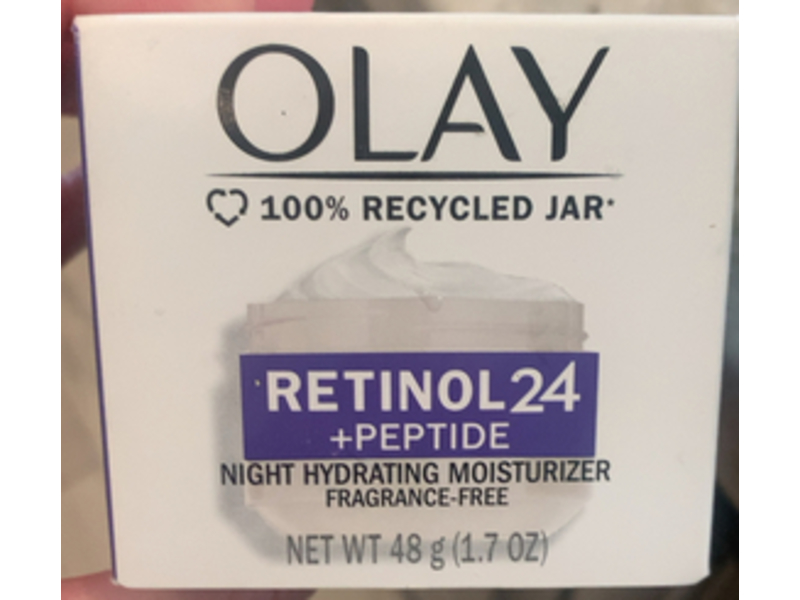 OLAY
100% RECYCLED JAR*
RETINOL24
+PEPTIDE
NIGHT HYDRATING MOISTURIZER
FRAGRANCE-FREE
NET WT 48 g (1.7 OZ)